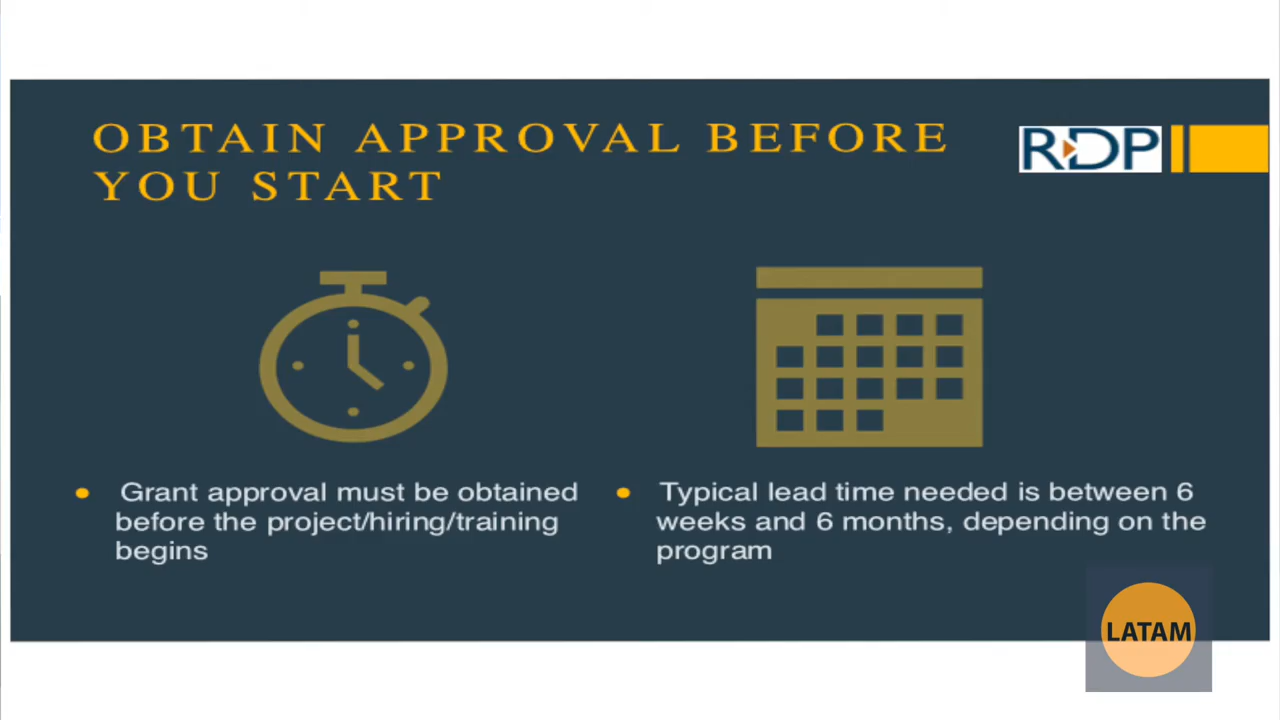 OBTAIN APPROVAL BEFORE
YOU START
RDP
• Grant approval must be obtained
before the project/hiring/training
begins
• Typical lead time needed is between 6
weeks and 6 months, depending on the
program
LATAM